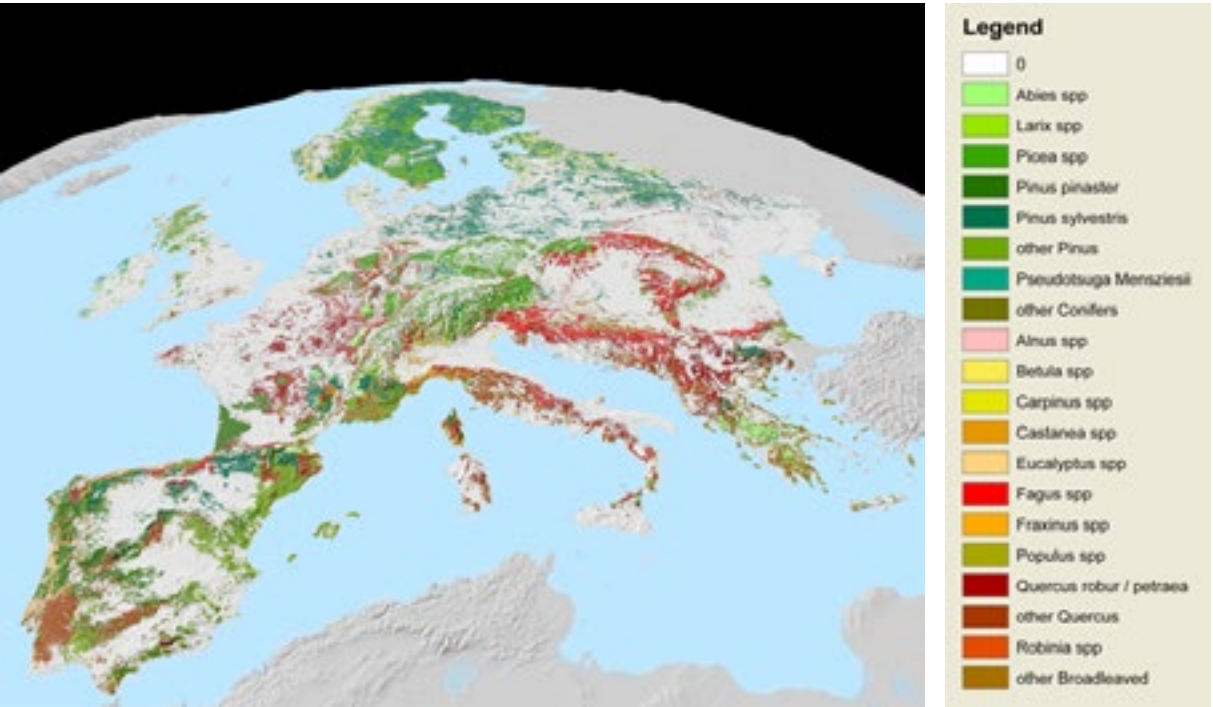 Legend
0
Abies spp
Larix spp
Picea spp
Pinus pinaster
Pinus sylvestris
other Pinus
Pseudotsuga Mensziesii
other Conifers
Alnus spp
Betula spp
Carpinus spp
Castanea spp
Eucalyptus spp
Fagus spp
Fraxinus spp
Populus spp
Quercus robur / petraea
other Quercus
Robinia spp
other Broadleaved